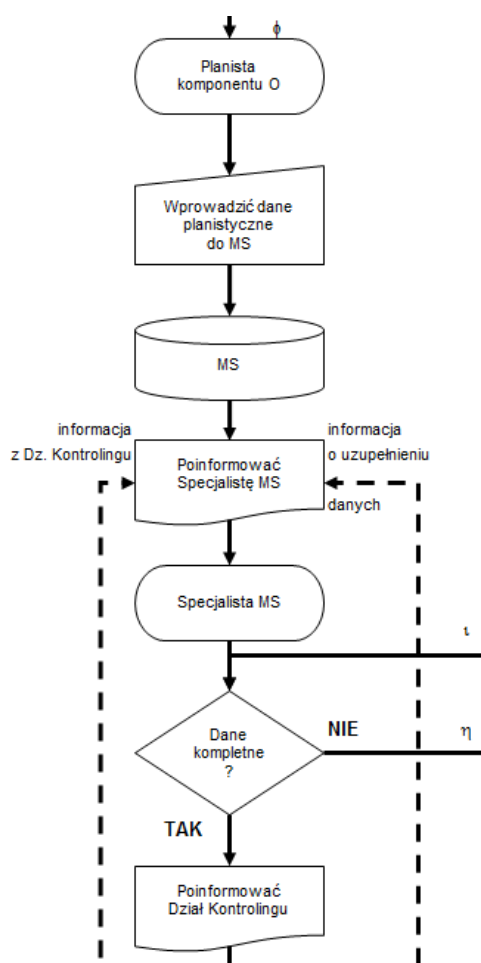 ϕ
Planista
komponentu O
Wprowadzić dane
planistyczne
do MS
MS
informacja
z Dz. Kontrolingu
informacja
o uzupełnieniu
danych
Poinformować
Specjalistę MS
Specjalista MS
ι
Dane
kompletne
?
NIE
η
TAK
Poinformować
Dział Kontrolingu